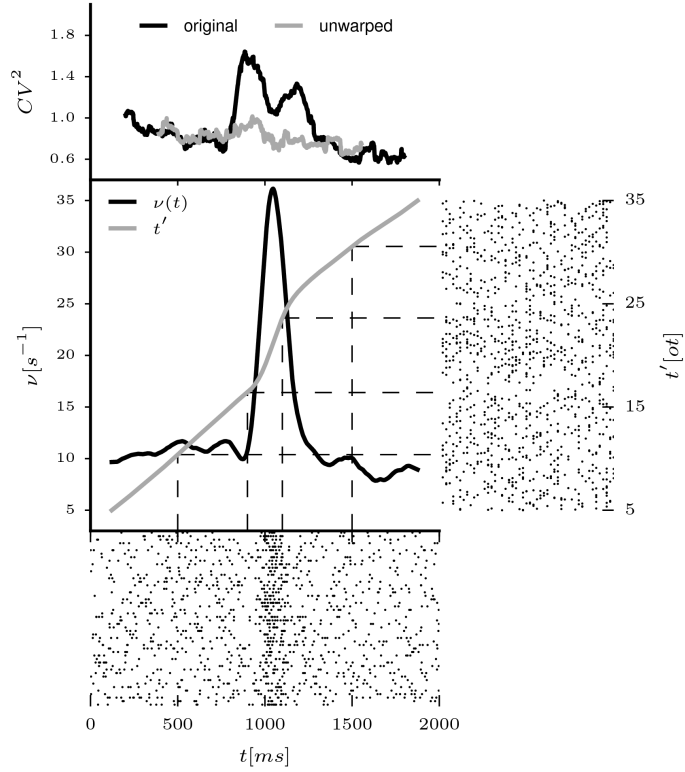 original unwarped
1.8
1.4
1.0
0.6
CV²
ν(t)
t′
35
30
25
20
15
10
5
ν[s⁻¹]
35
25
15
5
t′[ot]
0 500 1000 1500 2000
t[ms]